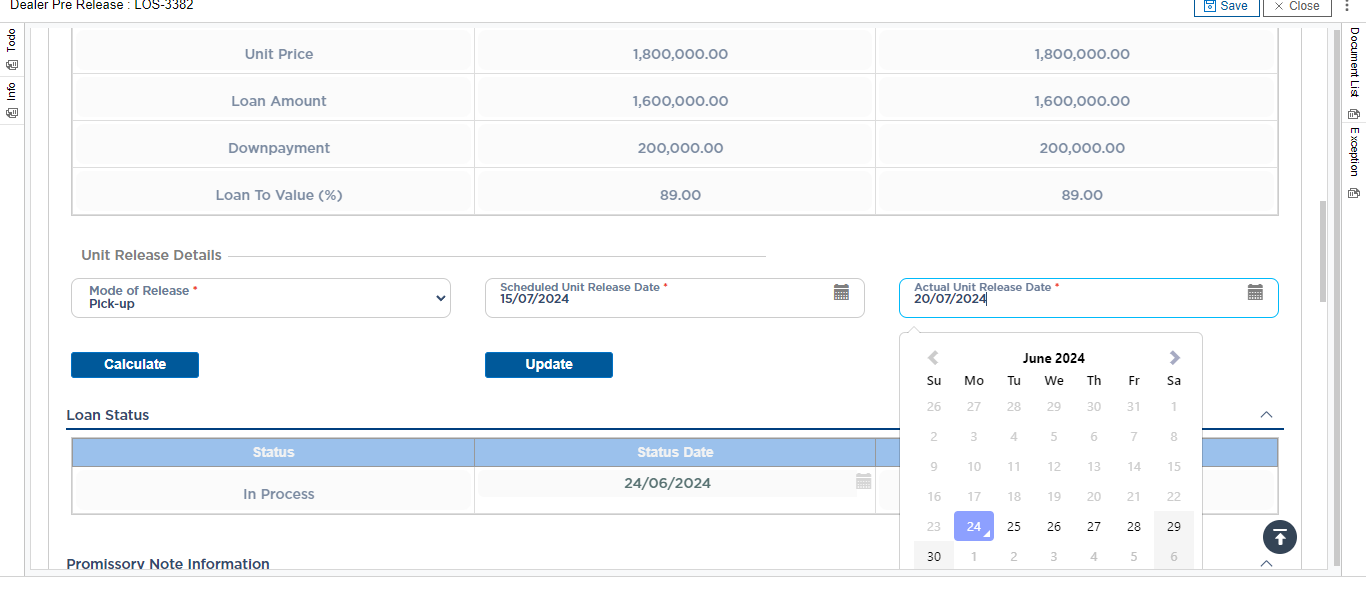 Dealer Pre Release : LOS-3382
Save
Close
Todo
Info
Document List
Exception
Unit Price 1,800,000.00 1,800,000.00
Loan Amount 1,600,000.00 1,600,000.00
Downpayment 200,000.00 200,000.00
Loan To Value (%) 89.00 89.00
Unit Release Details
Mode of Release *
Pick-up
Scheduled Unit Release Date *
15/07/2024
Actual Unit Release Date *
20/07/2024
Calculate
Update
June 2024
Su Mo Tu We Th Fr Sa
26 27 28 29 30 31 1
2 3 4 5 6 7 8
9 10 11 12 13 14 15
16 17 18 19 20 21 22
23 24 25 26 27 28 29
30 1 2 3 4 5 6
Loan Status
Status Status Date
In Process 24/06/2024
Promissory Note Information